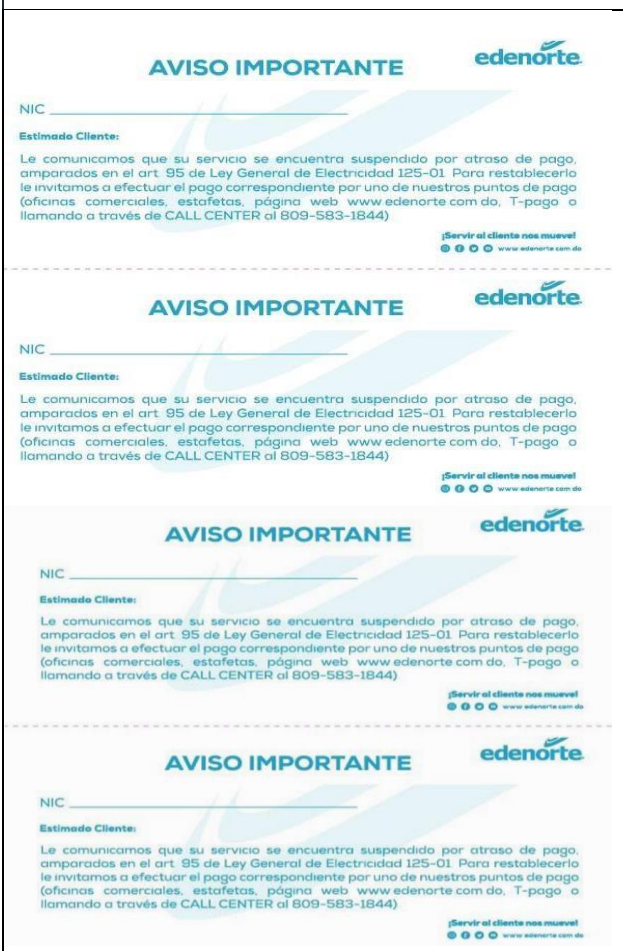 edenorte
AVISO IMPORTANTE
NIC
Estimado Cliente:
Le comunicamos que su servicio se encuentra suspendido por atraso de pago,
amparados en el art. 95 de Ley General de Electricidad 125-01. Para restablecerlo
le invitamos a efectuar el pago correspondiente por uno de nuestros puntos de pago
(oficinas comerciales, estafetas, página web www.edenorte.com.do, T-pago o
llamando a través de CALL CENTER al 809-583-1844)
¡Servir al cliente nos mueve!
www.edenorte.com.do
edenorte
AVISO IMPORTANTE
NIC
Estimado Cliente:
Le comunicamos que su servicio se encuentra suspendido por atraso de pago,
amparados en el art. 95 de Ley General de Electricidad 125-01. Para restablecerlo
le invitamos a efectuar el pago correspondiente por uno de nuestros puntos de pago
(oficinas comerciales, estafetas, página web www.edenorte.com.do, T-pago o
llamando a través de CALL CENTER al 809-583-1844)
¡Servir al cliente nos mueve!
www.edenorte.com.do
edenorte
AVISO IMPORTANTE
NIC
Estimado Cliente:
Le comunicamos que su servicio se encuentra suspendido por atraso de pago,
amparados en el art. 95 de Ley General de Electricidad 125-01. Para restablecerlo
le invitamos a efectuar el pago correspondiente por uno de nuestros puntos de pago
(oficinas comerciales, estafetas, página web www.edenorte.com.do, T-pago o
llamando a través de CALL CENTER al 809-583-1844)
¡Servir al cliente nos mueve!
www.edenorte.com.do
edenorte
AVISO IMPORTANTE
NIC
Estimado Cliente:
Le comunicamos que su servicio se encuentra suspendido por atraso de pago,
amparados en el art. 95 de Ley General de Electricidad 125-01. Para restablecerlo
le invitamos a efectuar el pago correspondiente por uno de nuestros puntos de pago
(oficinas comerciales, estafetas, página web www.edenorte.com.do, T-pago o
llamando a través de CALL CENTER al 809-583-1844)
¡Servir al cliente nos mueve!
www.edenorte.com.do